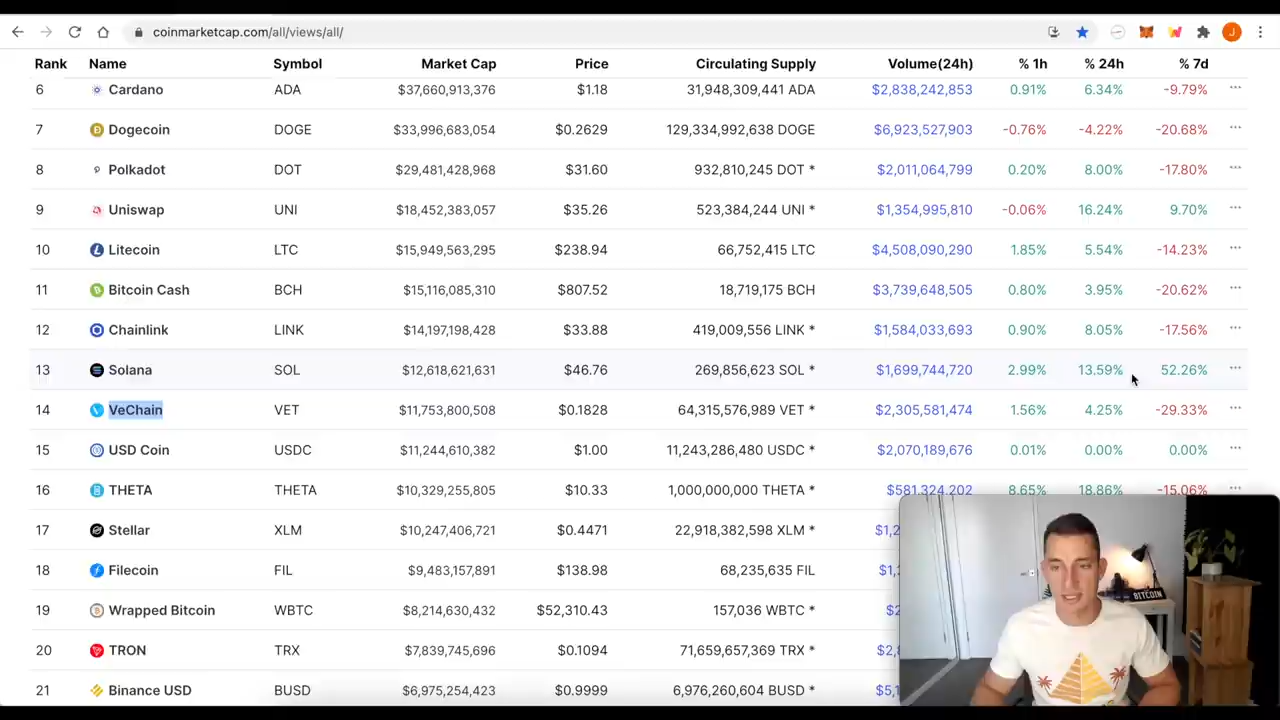 coinmarketcap.com/all/views/all/
J
Rank Name Symbol Market Cap Price Circulating Supply Volume(24h) % 1h % 24h % 7d
6 Cardano ADA $37,660,913,376 $1.18 31,948,309,441 ADA $2,838,242,853 0.91% 6.34% -9.79%
7 Dogecoin DOGE $33,996,683,054 $0.2629 129,334,992,638 DOGE $6,923,527,903 -0.76% -4.22% -20.68%
8 Polkadot DOT $29,481,428,968 $31.60 932,810,245 DOT * $2,011,064,799 0.20% 8.00% -17.80%
9 Uniswap UNI $18,452,383,057 $35.26 523,384,244 UNI * $1,354,995,810 -0.06% 16.24% 9.70%
10 Litecoin LTC $15,949,563,295 $238.94 66,752,415 LTC $4,508,090,290 1.85% 5.54% -14.23%
11 Bitcoin Cash BCH $15,116,085,310 $807.52 18,719,175 BCH $3,739,648,505 0.80% 3.95% -20.62%
12 Chainlink LINK $14,197,198,428 $33.88 419,009,556 LINK * $1,584,033,693 0.90% 8.05% -17.56%
13 Solana SOL $12,618,621,631 $46.76 269,856,623 SOL * $1,699,744,720 2.99% 13.59% 52.26%
14 VeChain VET $11,753,800,508 $0.1828 64,315,576,989 VET * $2,305,581,474 1.56% 4.25% -29.33%
15 USD Coin USDC $11,244,610,382 $1.00 11,243,286,480 USDC * $2,070,189,676 0.01% 0.00% 0.00%
16 THETA THETA $10,329,255,805 $10.33 1,000,000,000 THETA * $581,324,202 8.65% 18.86% -15.06%
17 Stellar XLM $10,247,406,721 $0.4471 22,918,382,598 XLM *
18 Filecoin FIL $9,483,157,891 $138.98 68,235,635 FIL
19 Wrapped Bitcoin WBTC $8,214,630,432 $52,310.43 157,036 WBTC *
20 TRON TRX $7,839,745,696 $0.1094 71,659,657,369 TRX *
21 Binance USD BUSD $6,975,254,423 $0.9999 6,976,260,604 BUSD *
BITCOIN